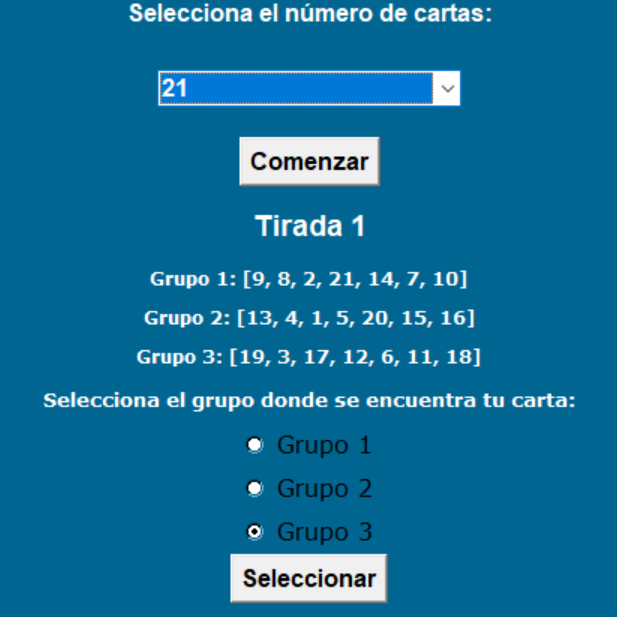 Selecciona el número de cartas:
21
Comenzar
Tirada 1
Grupo 1: [9, 8, 2, 21, 14, 7, 10]
Grupo 2: [13, 4, 1, 5, 20, 15, 16]
Grupo 3: [19, 3, 17, 12, 6, 11, 18]
Selecciona el grupo donde se encuentra tu carta:
Grupo 1
Grupo 2
Grupo 3
Seleccionar